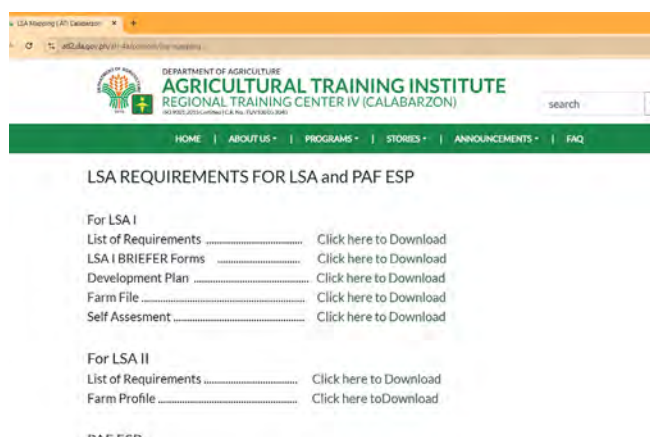 LSA Mapping | ATI Calabarzon
DEPARTMENT OF AGRICULTURE
AGRICULTURAL TRAINING INSTITUTE
REGIONAL TRAINING CENTER IV (CALABARZON)
search
HOME | ABOUT US | PROGRAMS | STORIES | ANNOUNCEMENTS | FAQ
LSA REQUIREMENTS FOR LSA and PAF ESP
For LSA I
List of Requirements ................................ Click here to Download
LSA I BRIEFER Forms ........................... Click here to Download
Development Plan ..................................... Click here to Download
Farm File ..................................................... Click here to Download
Self Assesment ........................................... Click here to Download
For LSA II
List of Requirements ............................... Click here to Download
Farm Profile .............................................. Click here toDownload
PAF ESP